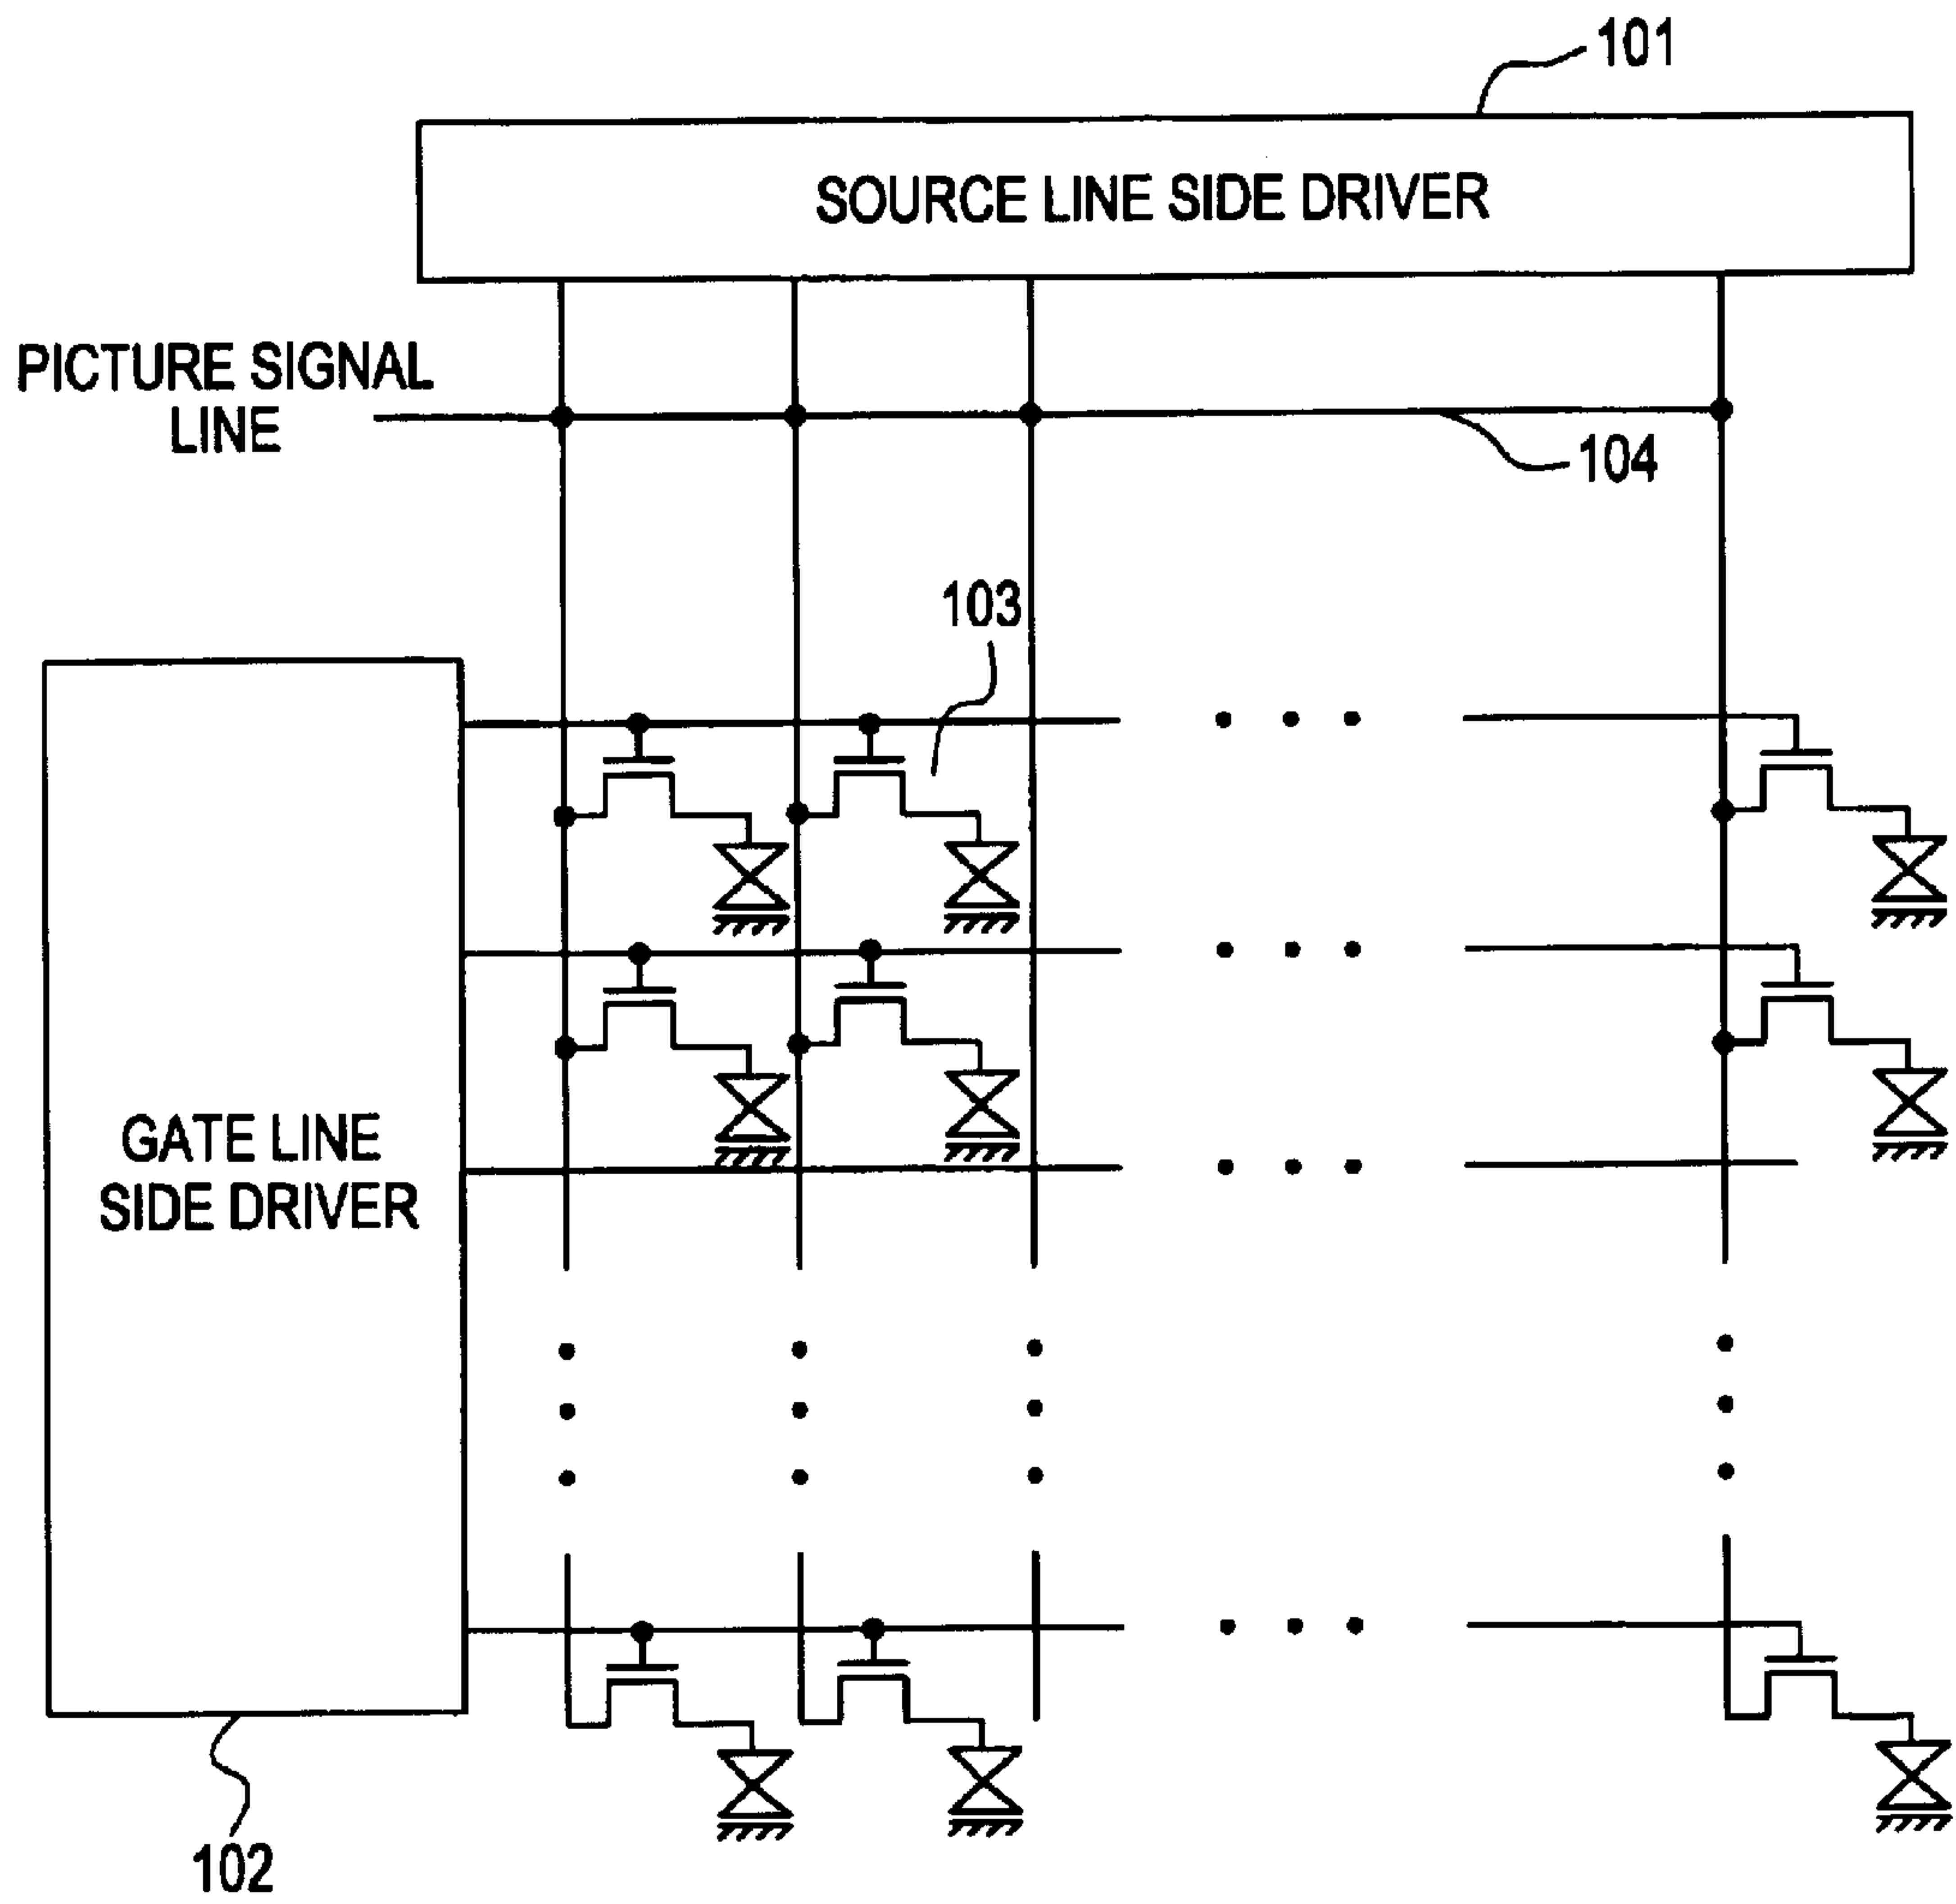 101
SOURCE LINE SIDE DRIVER
PICTURE SIGNAL
LINE
104
103
GATE LINE
SIDE DRIVER
102